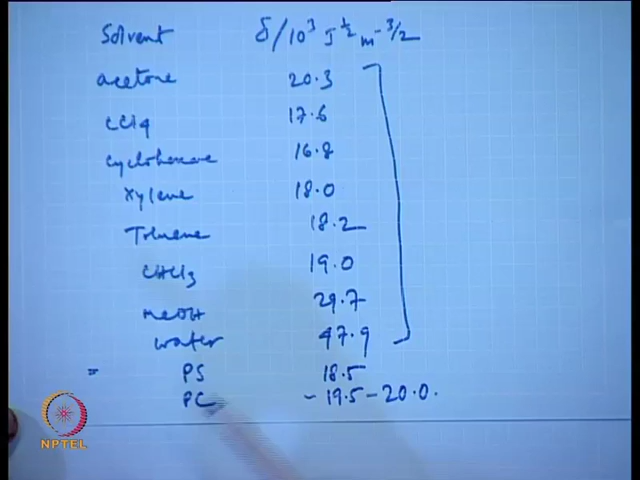 Solvent δ/10³ J^½ m^-3/2
acetone 20.3
CCl4 17.6
Cyclohexane 16.8
Xylene 18.0
Toluene 18.2
CHCl3 19.0
MeOH 29.7
water 47.9
= PS 18.5
PC ~ 19.5 - 20.0.
NPTEL